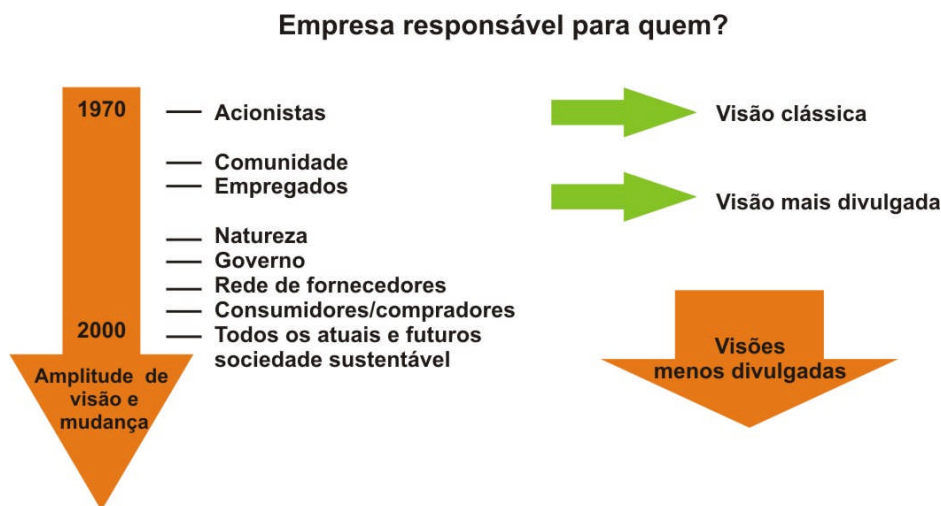 Empresa responsável para quem?
1970
Acionistas
Visão clássica
Comunidade
Empregados
Visão mais divulgada
Natureza
Governo
Rede de fornecedores
Consumidores/compradores
2000
Todos os atuais e futuros
sociedade sustentável
Amplitude de
visão e
mudança
Visões
menos divulgadas